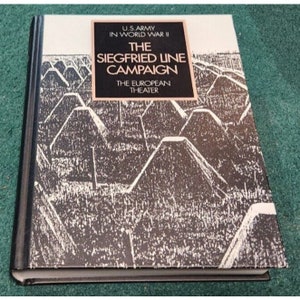 U.S. ARMY
IN WORLD WAR II
THE
SIEGFRIED LINE
CAMPAIGN
THE EUROPEAN
THEATER